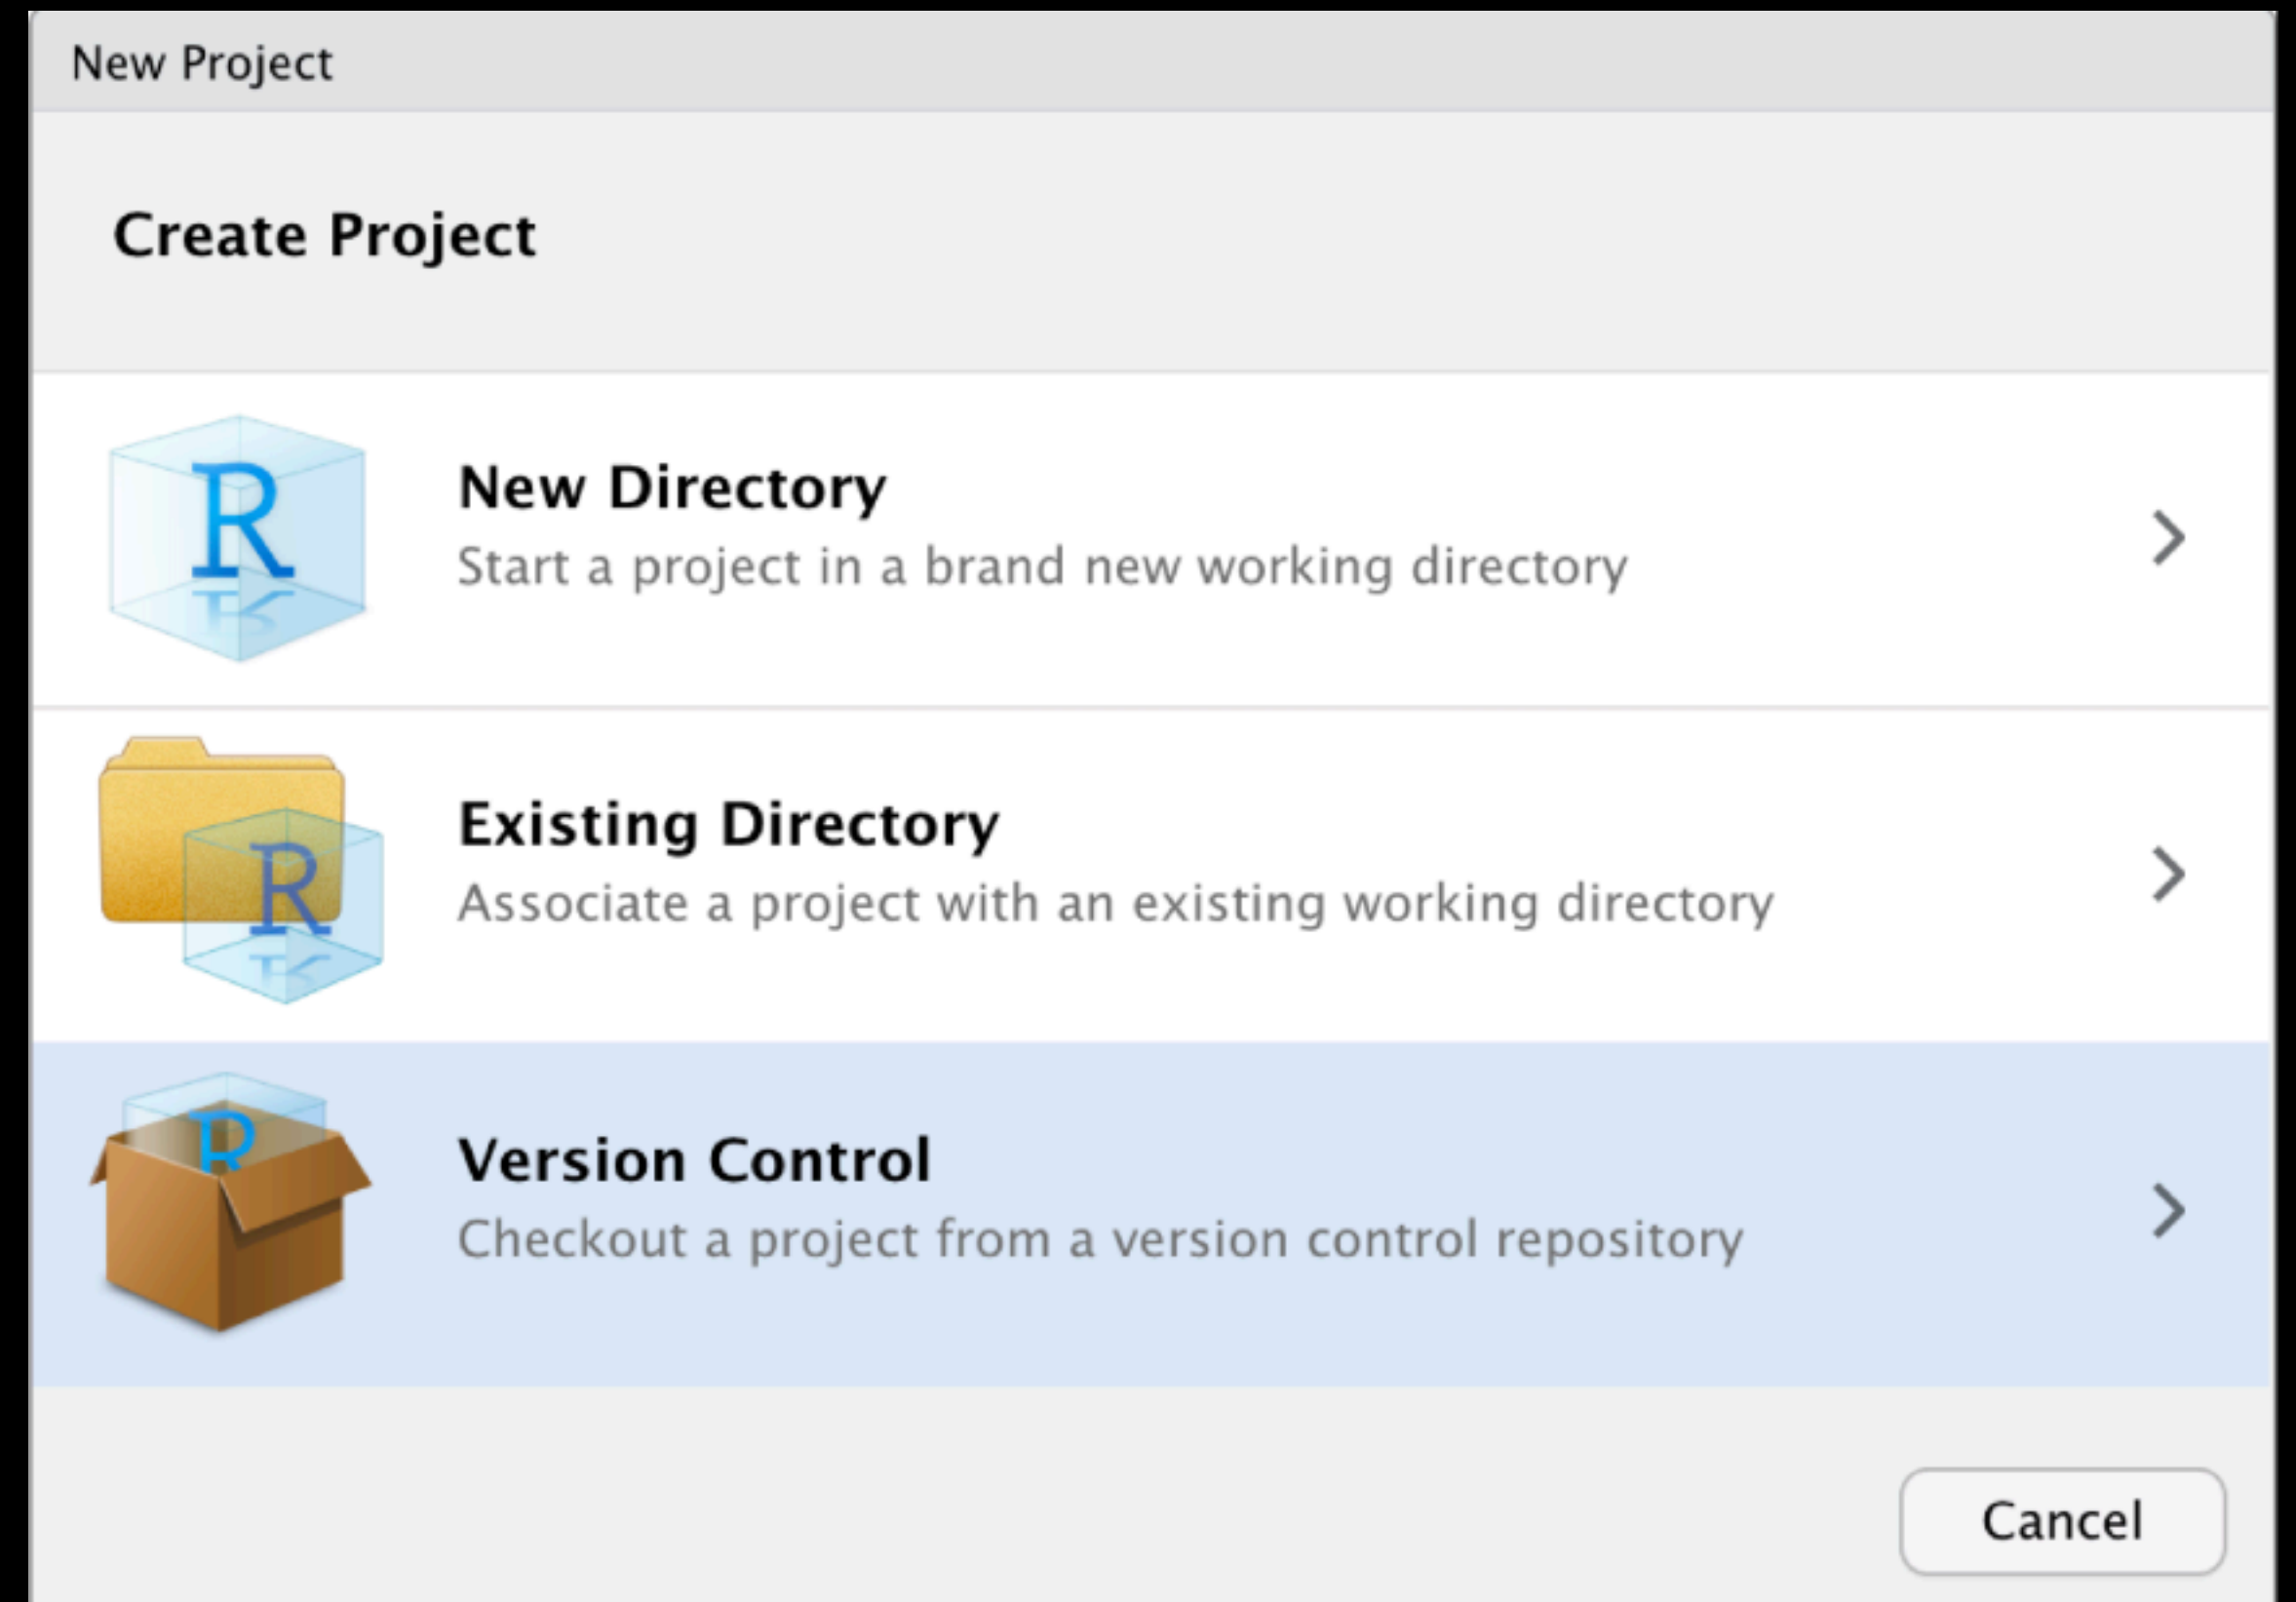 New Project
Create Project
R
New Directory
Start a project in a brand new working directory
R
Existing Directory
Associate a project with an existing working directory
R
Version Control
Checkout a project from a version control repository
Cancel